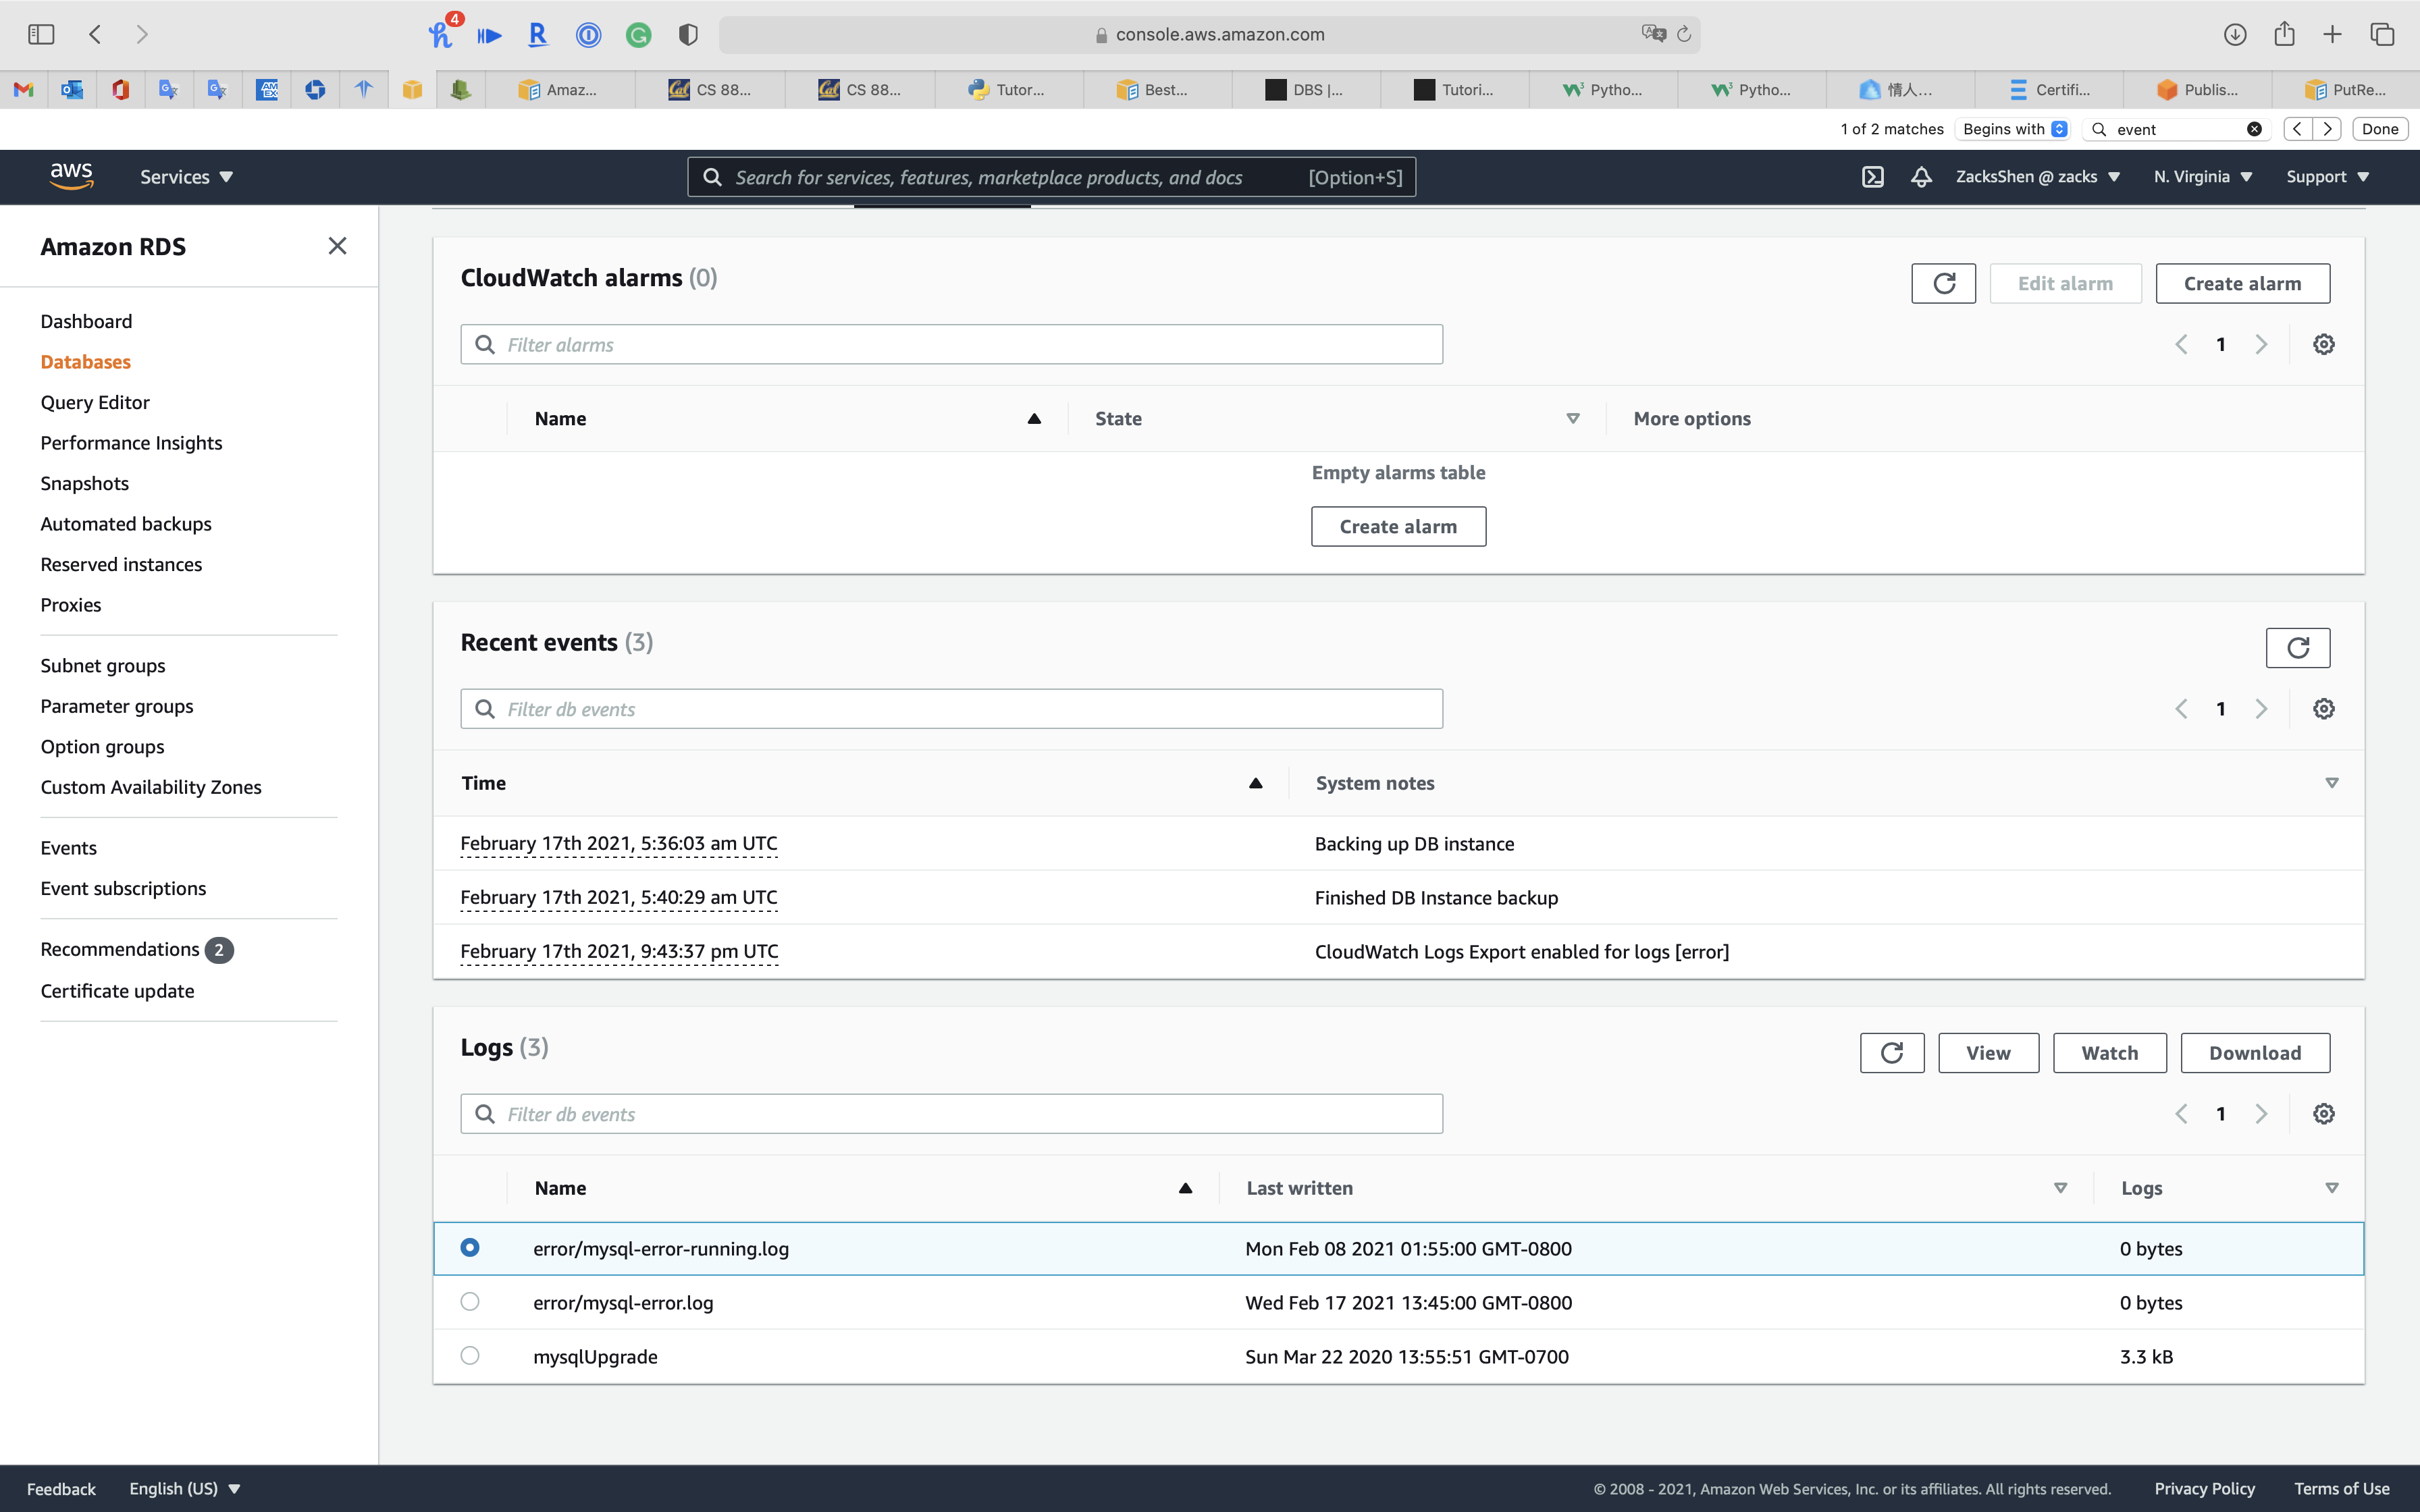 4
console.aws.amazon.com
AM EX
Amaz...
Cal CS 88...
Cal CS 88...
Tutor...
Best...
DBS |...
Tutori...
Pytho...
Pytho...
情人...
Certifi...
Publis...
PutRe...
1 of 2 matches
Begins with
event
Done
aws
Services
Search for services, features, marketplace products, and docs
[Option+S]
ZacksShen @ zacks
N. Virginia
Support
Amazon RDS
Dashboard
Databases
Query Editor
Performance Insights
Snapshots
Automated backups
Reserved instances
Proxies
Subnet groups
Parameter groups
Option groups
Custom Availability Zones
Events
Event subscriptions
Recommendations 2
Certificate update
CloudWatch alarms (0)
Edit alarm
Create alarm
Filter alarms
1
Name
State
More options
Empty alarms table
Create alarm
Recent events (3)
Filter db events
1
Time
System notes
February 17th 2021, 5:36:03 am UTC
Backing up DB instance
February 17th 2021, 5:40:29 am UTC
Finished DB Instance backup
February 17th 2021, 9:43:37 pm UTC
CloudWatch Logs Export enabled for logs [error]
Logs (3)
View
Watch
Download
Filter db events
1
Name
Last written
Logs
error/mysql-error-running.log
Mon Feb 08 2021 01:55:00 GMT-0800
0 bytes
error/mysql-error.log
Wed Feb 17 2021 13:45:00 GMT-0800
0 bytes
mysqlUpgrade
Sun Mar 22 2020 13:55:51 GMT-0700
3.3 kB
Feedback
English (US)
© 2008 - 2021, Amazon Web Services, Inc. or its affiliates. All rights reserved.
Privacy Policy
Terms of Use